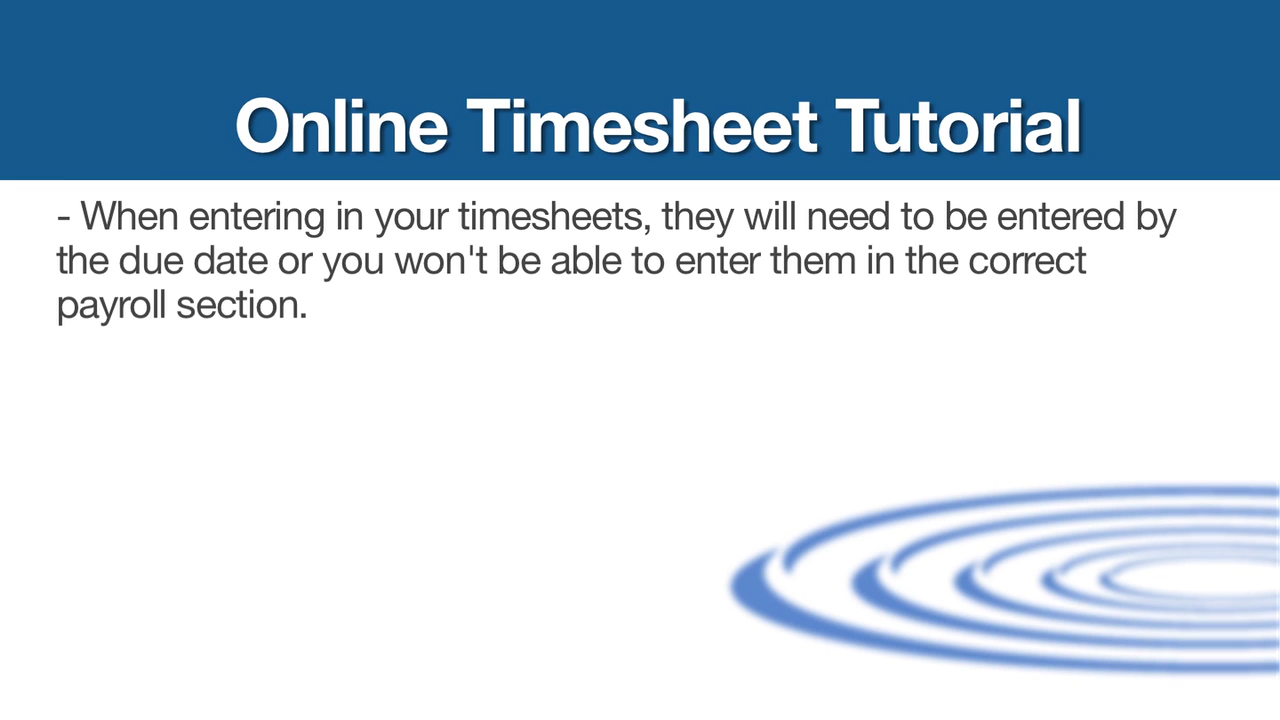 Online Timesheet Tutorial
- When entering in your timesheets, they will need to be entered by
the due date or you won't be able to enter them in the correct
payroll section.